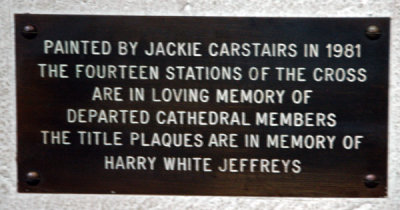 PAINTED BY JACKIE CARSTAIRS IN 1981
THE FOURTEEN STATIONS OF THE CROSS
ARE IN LOVING MEMORY OF
DEPARTED CATHEDRAL MEMBERS
THE TITLE PLAQUES ARE IN MEMORY OF
HARRY WHITE JEFFREYS